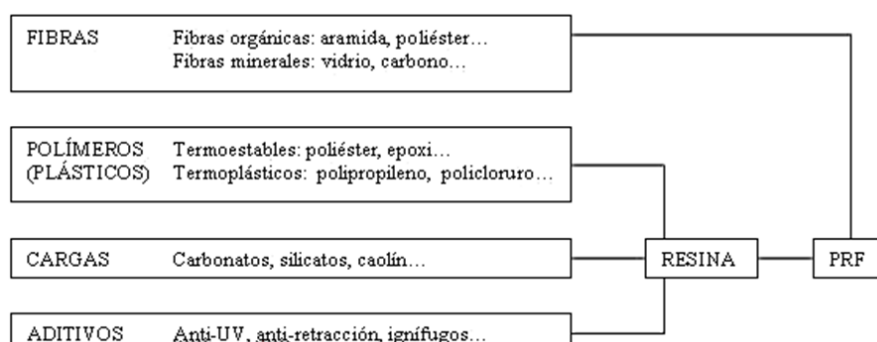 FIBRAS Fibras orgánicas: aramida, poliéster...
Fibras minerales: vidrio, carbono...
POLÍMEROS Termoestables: poliéster, epoxi...
(PLÁSTICOS) Termoplásticos: polipropileno, policloruro...
CARGAS Carbonatos, silicatos, caolín...
RESINA
PRF
ADITIVOS Anti-UV, anti-retracción, ignífugos...